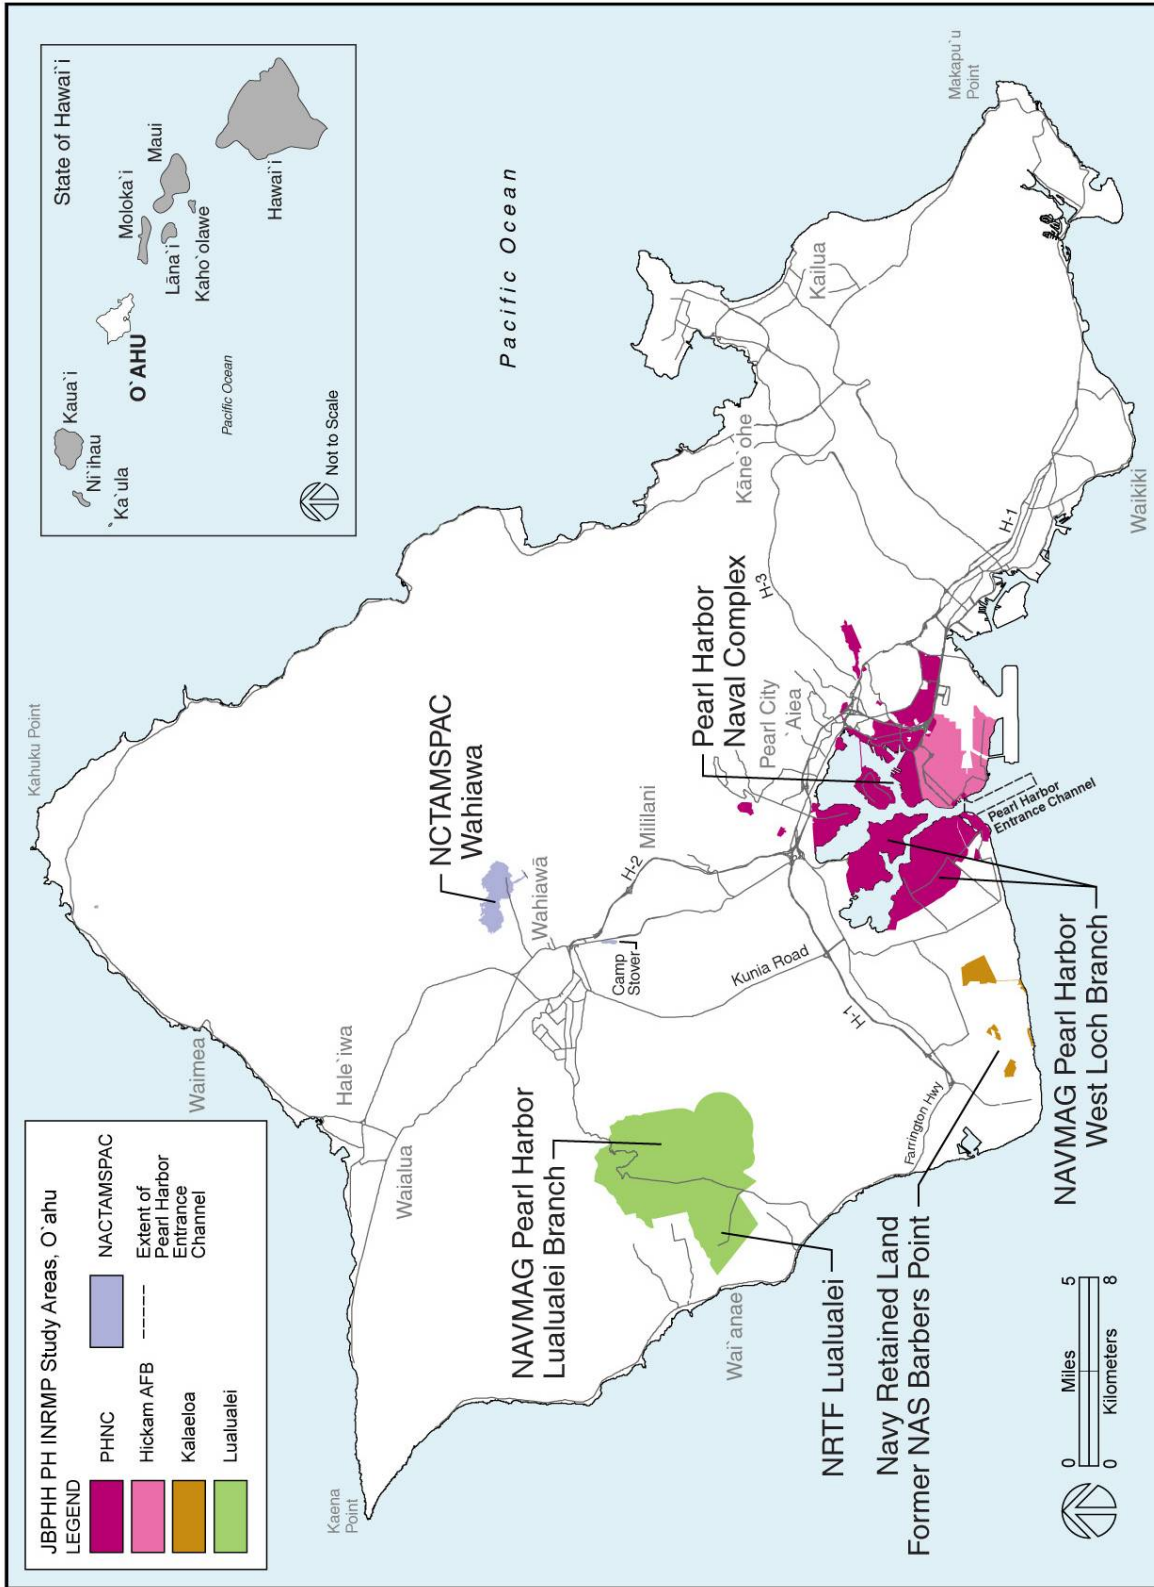 JBPHH PH INRMP Study Areas, O`ahu
LEGEND
PHNC
Hickam AFB
Kalaeloa
Lualualei
NACTAMSPAC
Extent of
Pearl Harbor
Entrance
Channel
State of Hawai`i
Kaua`i
Ni`ihau
Ka`ula
O`AHU
Moloka`i
Maui
Lāna`i
Kaho`olawe
Hawai`i
Pacific Ocean
Not to Scale
Kahuku Point
Waimea
Hale`iwa
Waialua
Kaena
Point
NCTAMSPAC
Wahiawa
Wahiawā
Camp
Stover
H-2
Mililani
Kunia Road
H-1
Farrington Hwy
NAVMAG Pearl Harbor
Lualualei Branch
Wai`anae
NRTF Lualualei
Navy Retained Land
Former NAS Barbers Point
NAVMAG Pearl Harbor
West Loch Branch
Pearl Harbor
Naval Complex
Pearl City
`Aiea
Pearl Harbor
Entrance Channel
H-3
Kāne`ohe
Kailua
H-1
Waikiki
Makapu`u
Point
Pacific Ocean
0 Miles 5
0 Kilometers 8